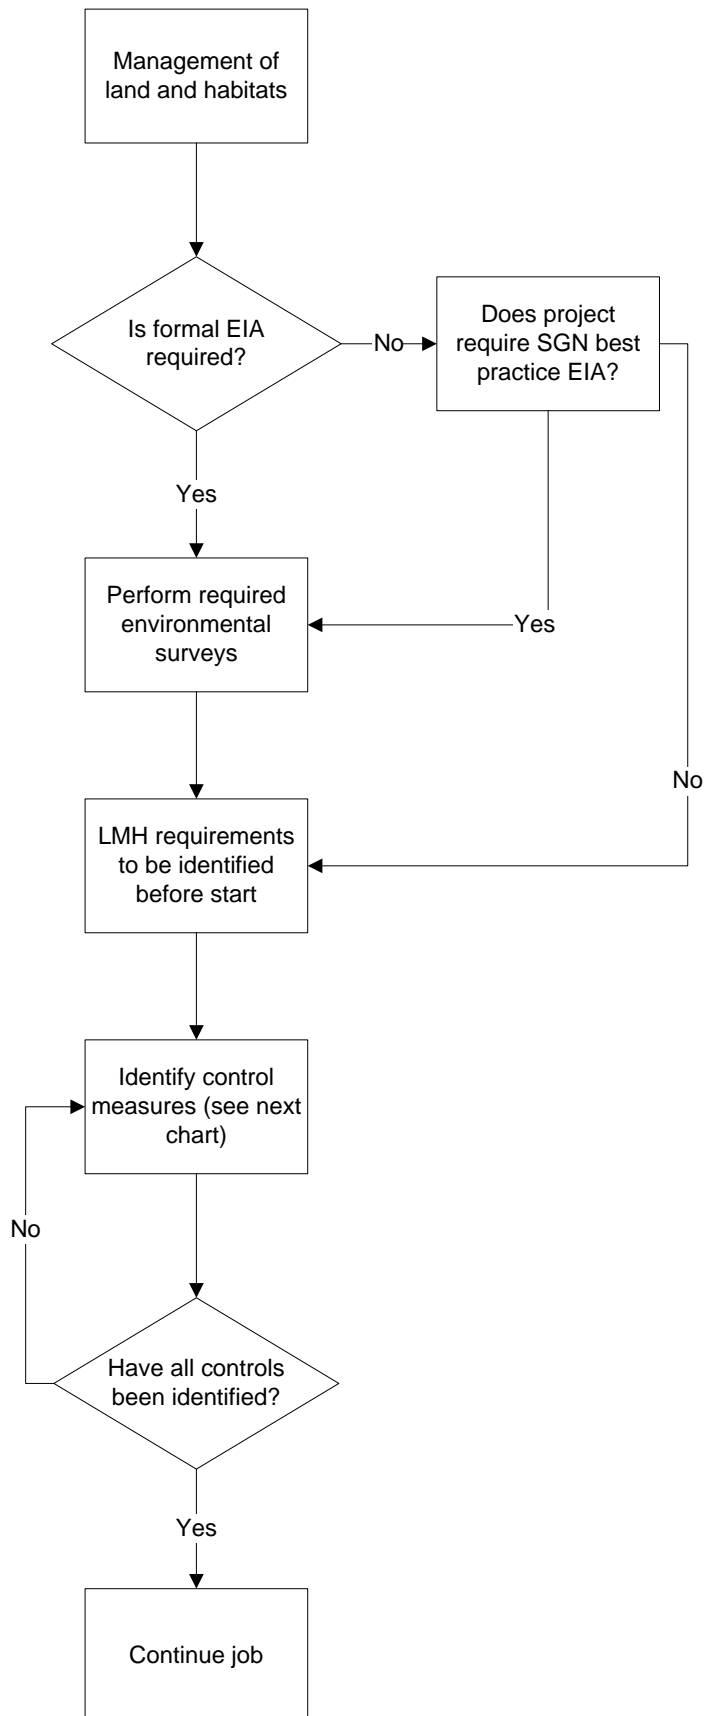 Management of
land and habitats
Is formal EIA
required?
No
Does project
require SGN best
practice EIA?
Yes
Perform required
environmental
surveys
Yes
No
LMH requirements
to be identified
before start
Identify control
measures (see next
chart)
No
Have all controls
been identified?
Yes
Continue job